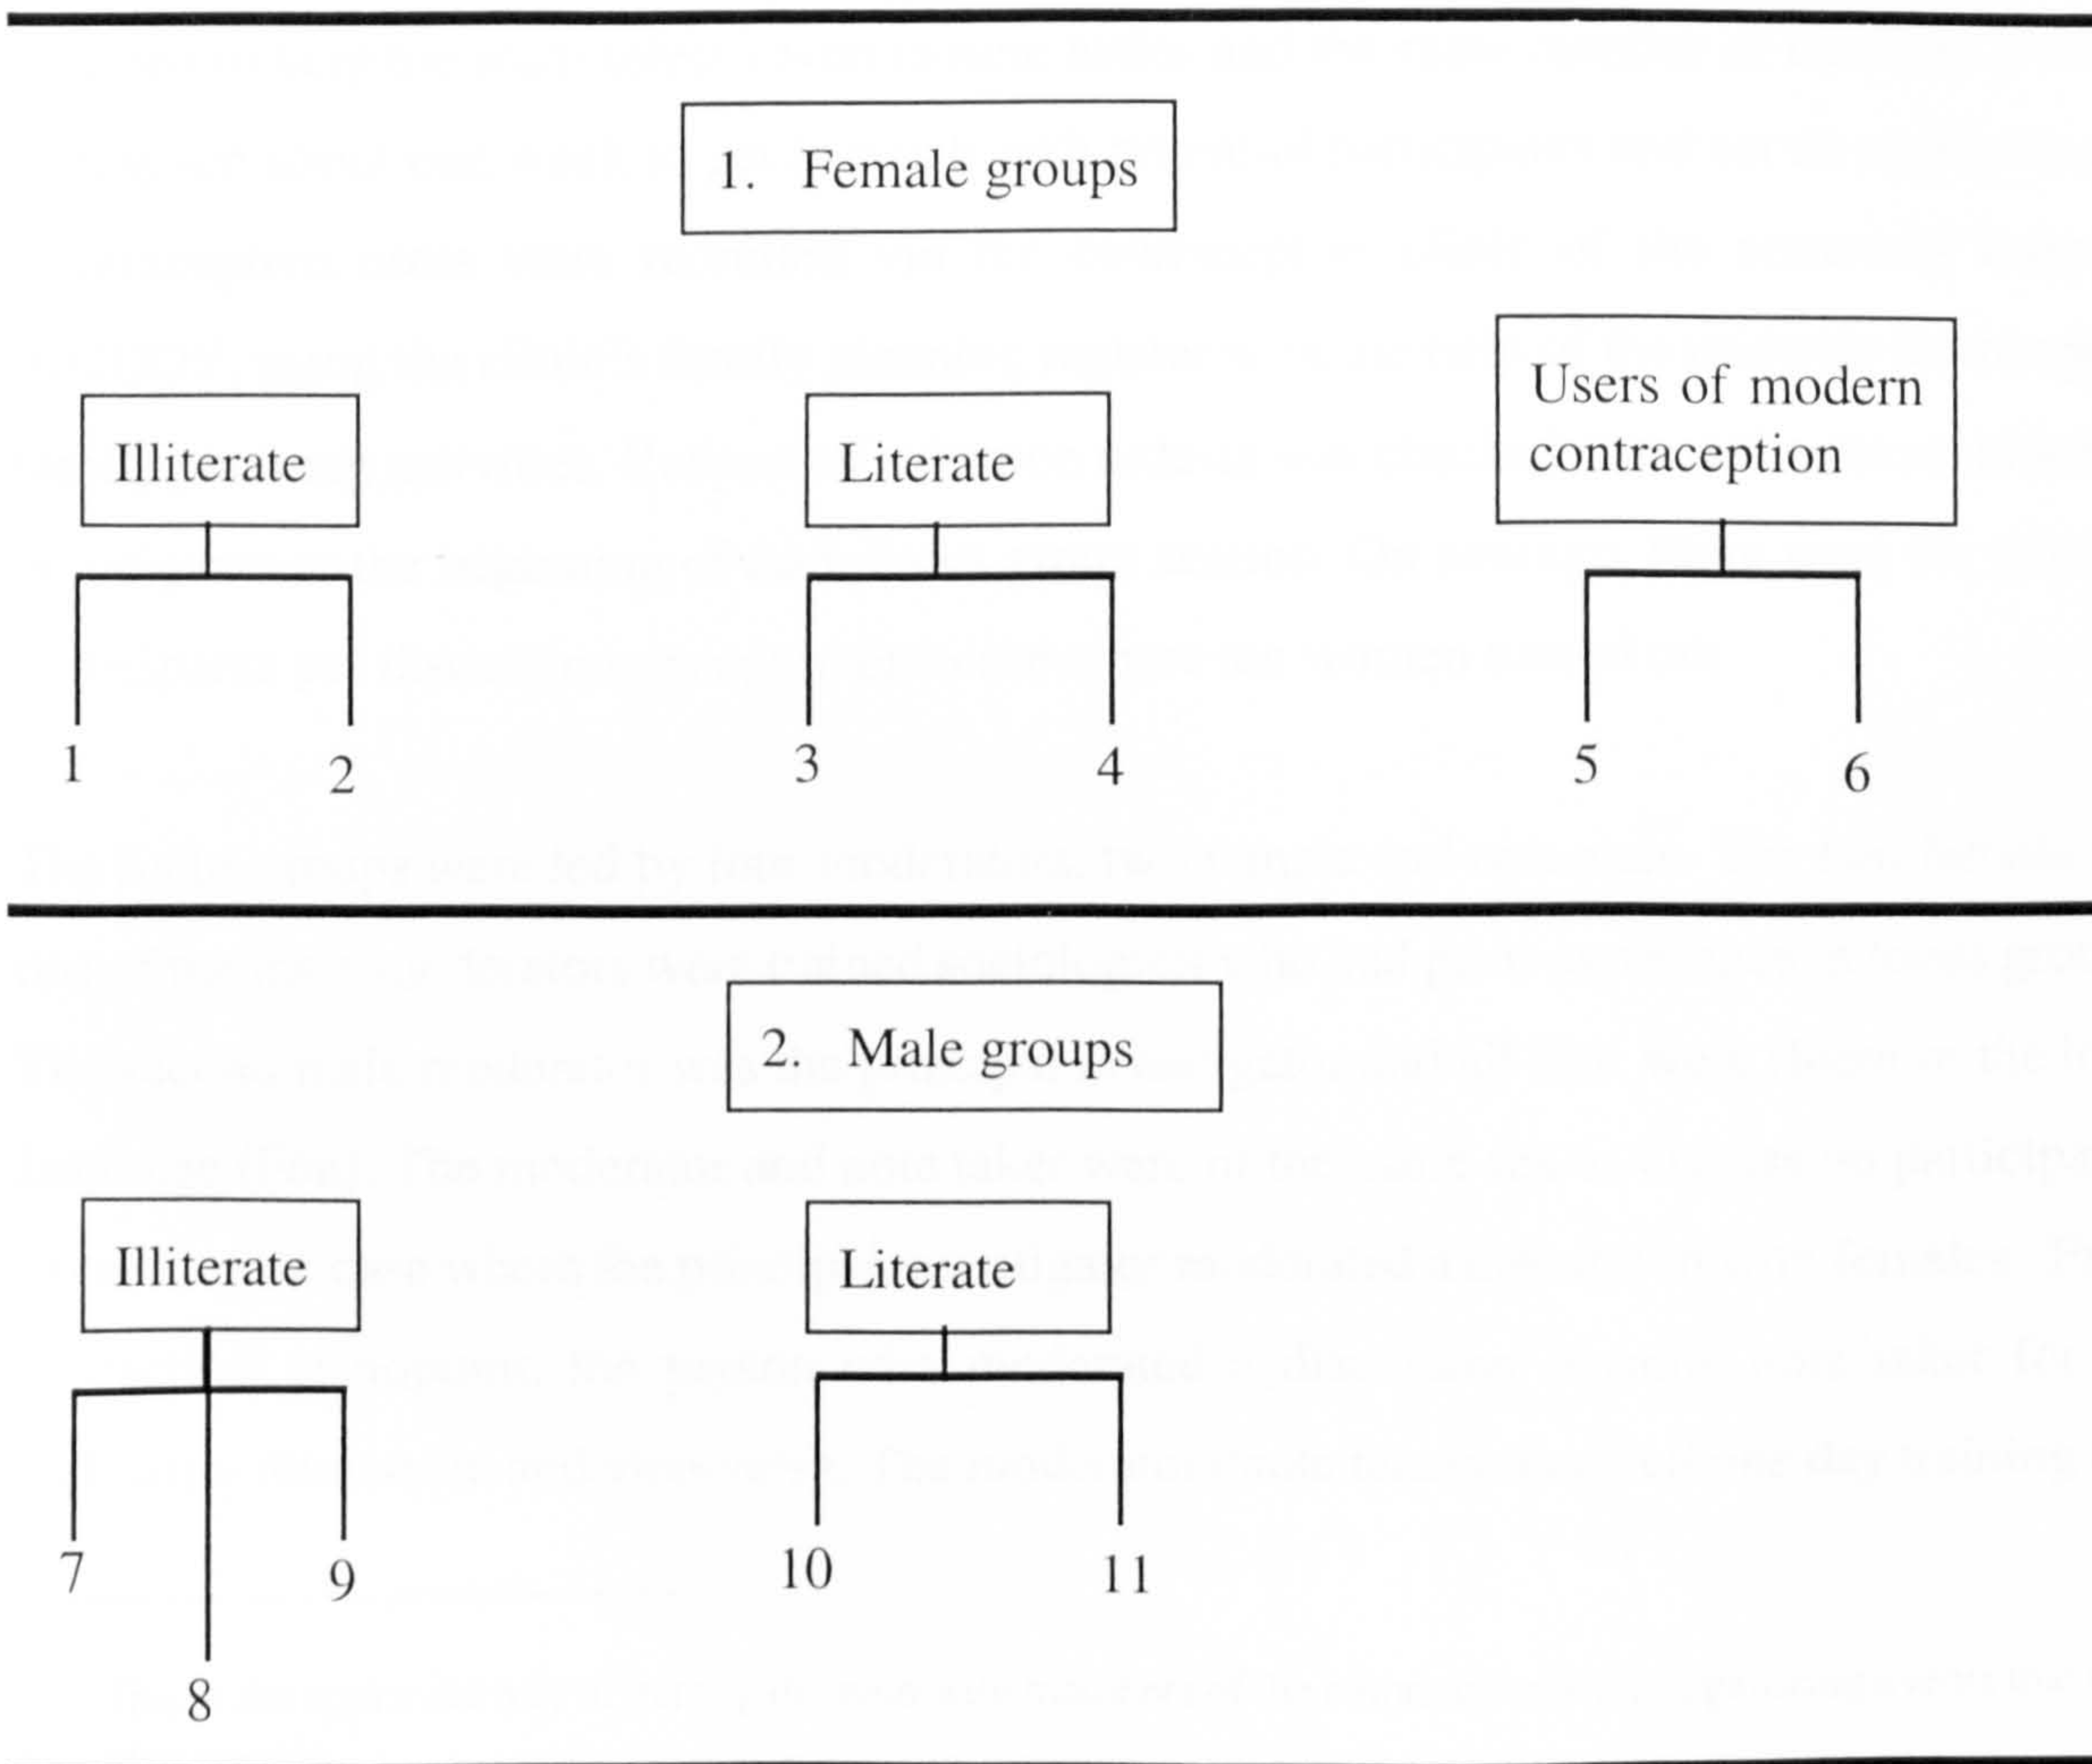 1. Female groups
Illiterate
Literate
Users of modern
contraception
1 2 3 4 5 6
2. Male groups
Illiterate
Literate
7 9 10 11
8